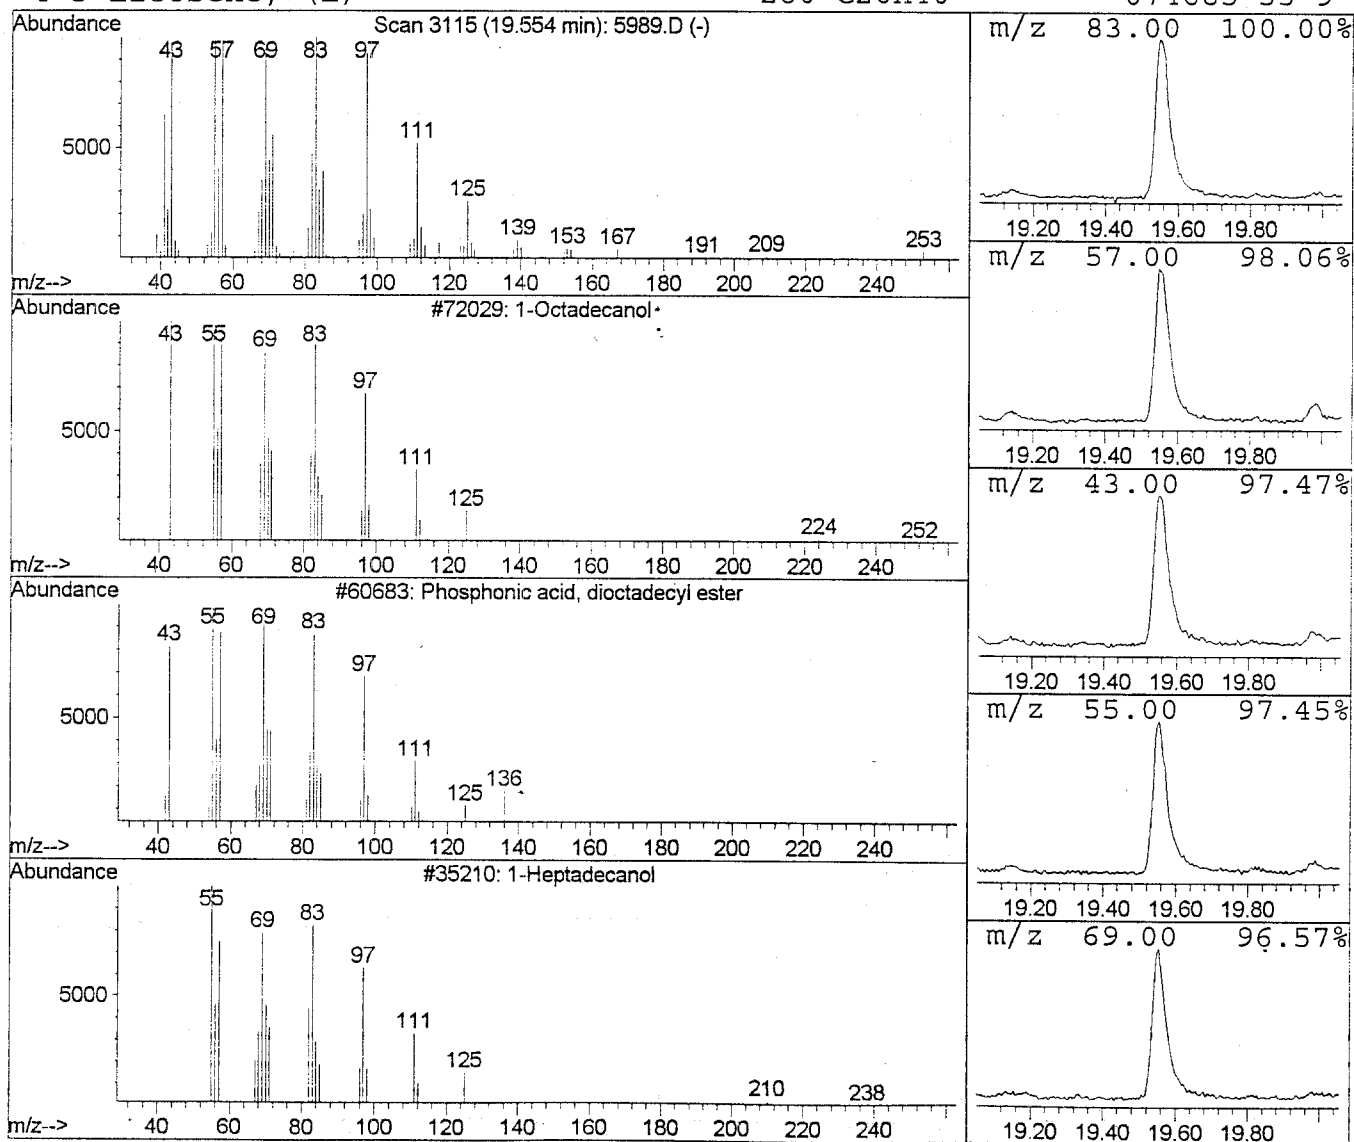 Abundance
Scan 3115 (19.554 min): 5989.D (-)
43 57 69 83 97
111
5000
125
139
153 167
191 209 253
m/z--> 40 60 80 100 120 140 160 180 200 220 240
Abundance
#72029: 1-Octadecanol
43 55 69 83
97
5000
111
125
224 252
m/z--> 40 60 80 100 120 140 160 180 200 220 240
Abundance
#60683: Phosphonic acid, dioctadecyl ester
43 55 69 83
97
5000
111
125 136
m/z--> 40 60 80 100 120 140 160 180 200 220 240
Abundance
#35210: 1-Heptadecanol
55 69 83
97
5000
111
125
210 238
m/z--> 40 60 80 100 120 140 160 180 200 220 240
m/z 83.00 100.00%
19.20 19.40 19.60 19.80
m/z 57.00 98.06%
19.20 19.40 19.60 19.80
m/z 43.00 97.47%
19.20 19.40 19.60 19.80
m/z 55.00 97.45%
19.20 19.40 19.60 19.80
m/z 69.00 96.57%
19.20 19.40 19.60 19.80